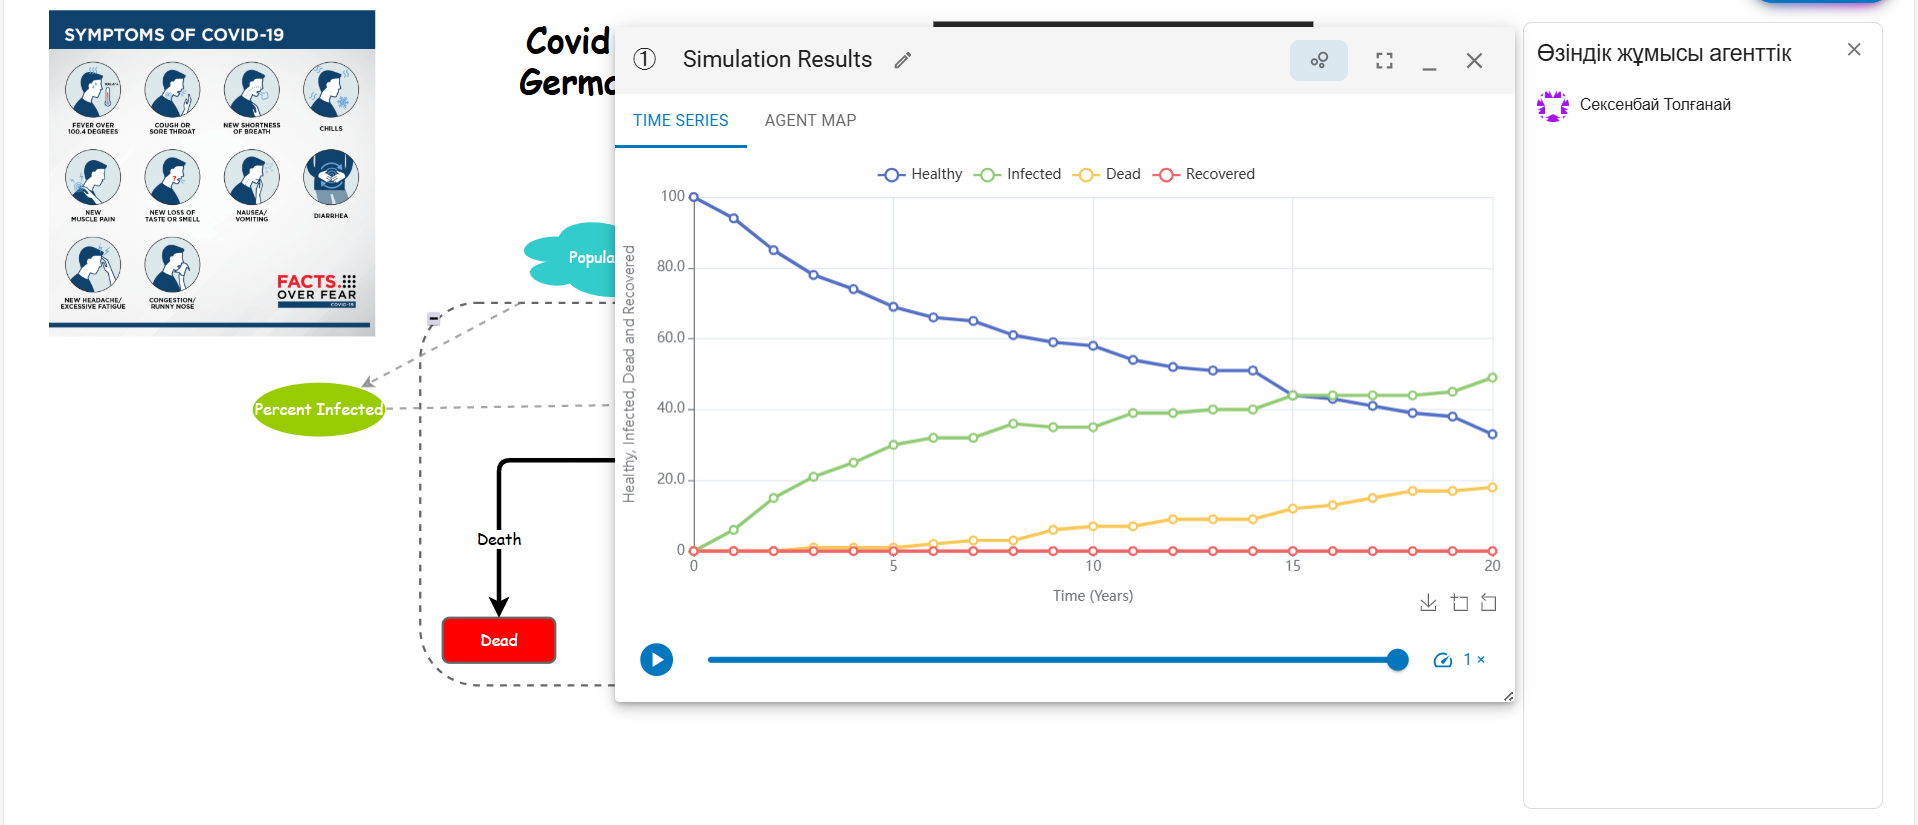 SYMPTOMS OF COVID-19
FEVER OVER
100.4 DEGREES
COUGH OR
SORE THROAT
NEW SHORTNESS
OF BREATH
CHILLS
NEW
MUSCLE PAIN
NEW LOSS OF
TASTE OR SMELL
NAUSEA/
VOMITING
DIARRHEA
NEW HEADACHE/
EXCESSIVE FATIGUE
CONGESTION/
RUNNY NOSE
FACTS.
OVER FEAR
COVID-19
Covid
Germa
Popula
Percent Infected
Death
Dead
1 Simulation Results
TIME SERIES AGENT MAP
Healthy Infected Dead Recovered
Healthy, Infected, Dead and Recovered
100
80.0
60.0
40.0
20.0
0
0 5 10 15 20
Time (Years)
1 ×
Өзіндік жұмысы агенттік
Сексенбай Толғанай